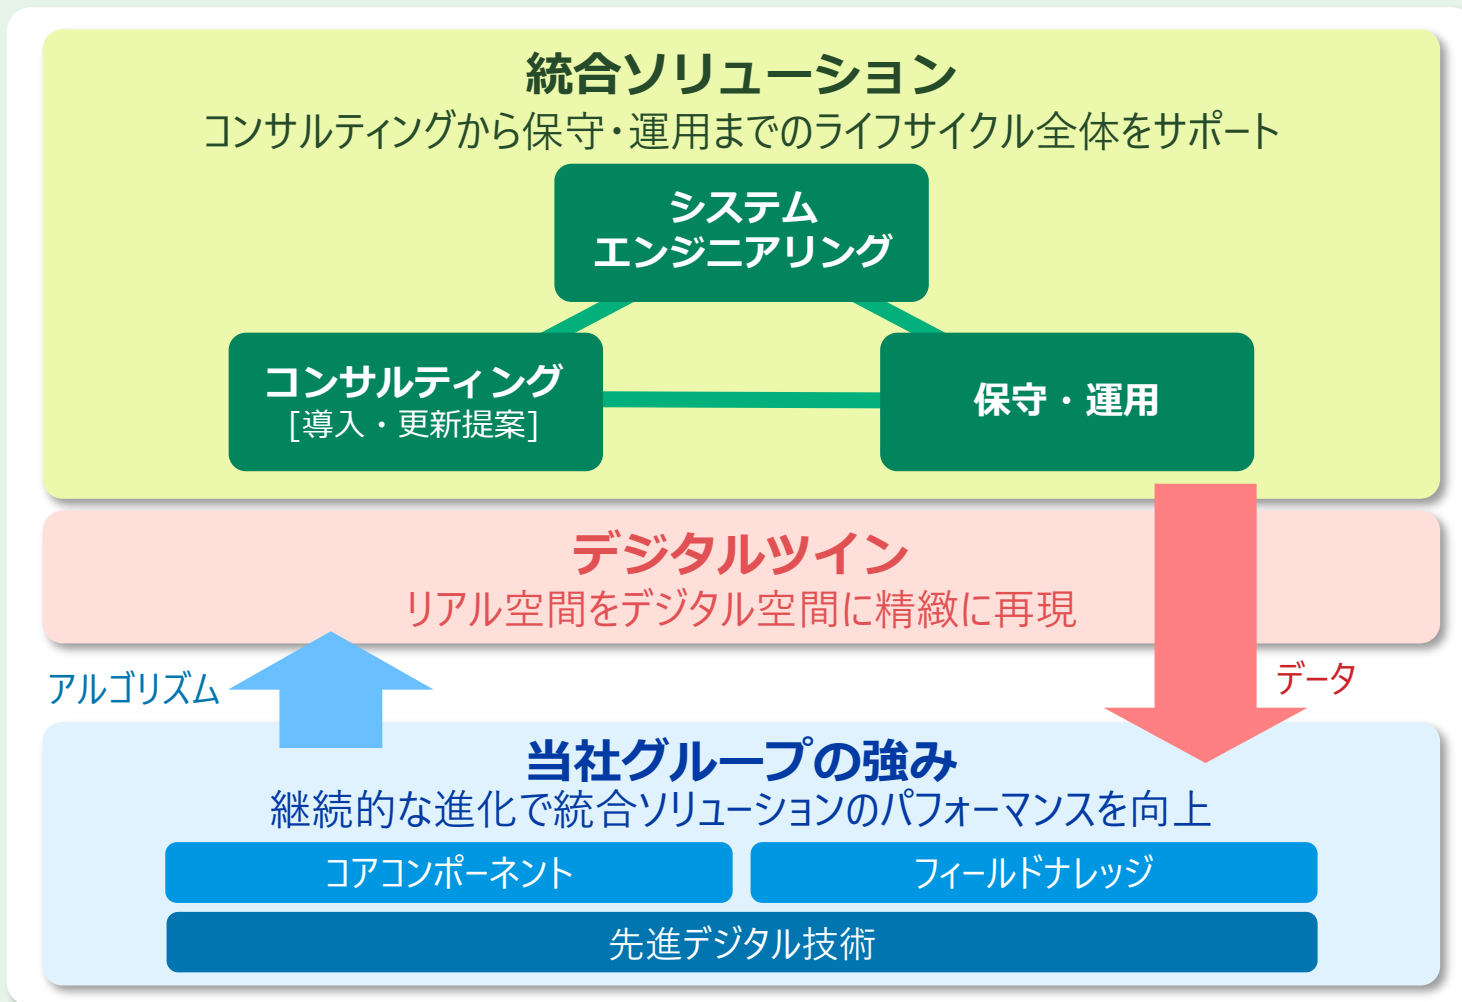 統合ソリューション
コンサルティングから保守・運用までのライフサイクル全体をサポート
システム
エンジニアリング
コンサルティング
[導入・更新提案]
保守・運用
デジタルツイン
リアル空間をデジタル空間に精緻に再現
アルゴリズム
データ
当社グループの強み
継続的な進化で統合ソリューションのパフォーマンスを向上
コアコンポーネント
フィールドナレッジ
先進デジタル技術